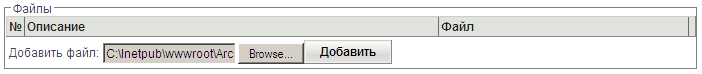 Файлы
№ Описание Файл
Добавить файл: C:\Inetpub\wwwroot\Arc Browse... Добавить